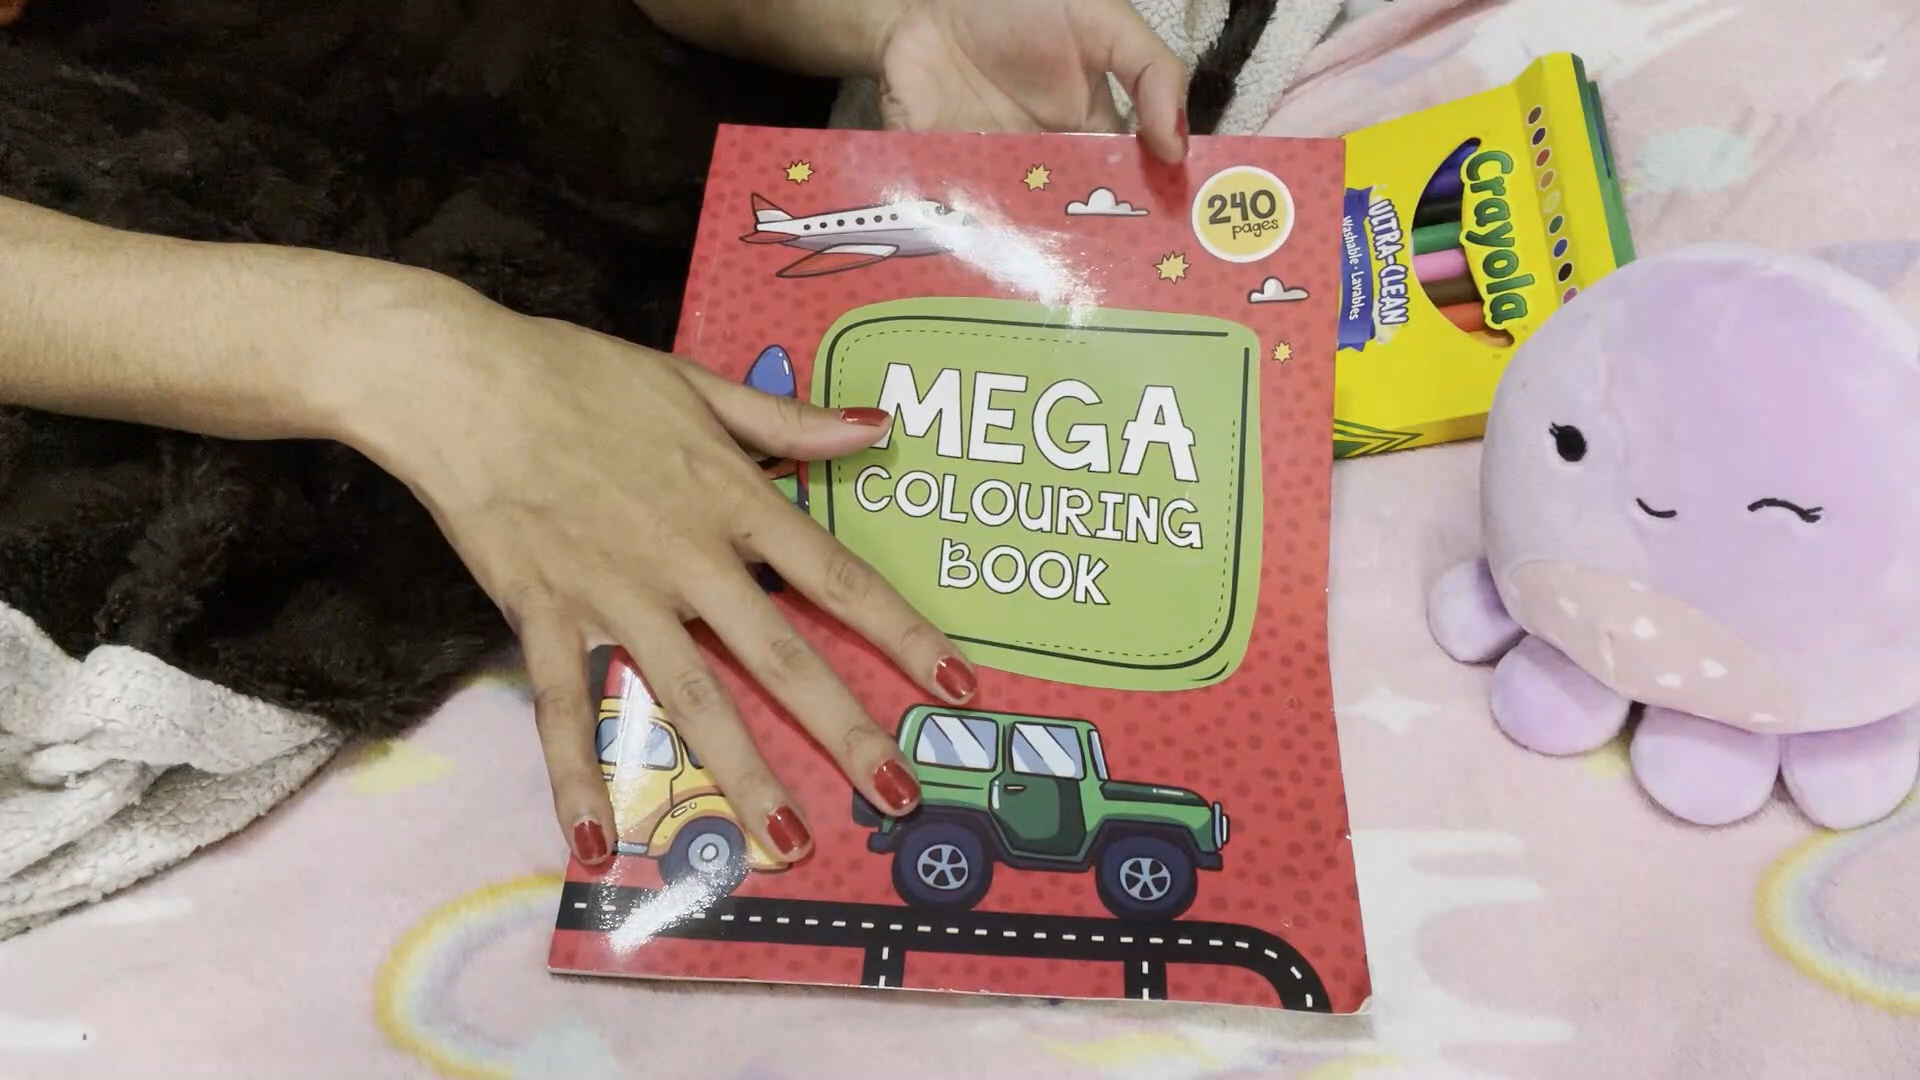 240
pages
MEGA
COLOURING
BOOK
Crayola
ULTRA-CLEAN
Washable • Lavables